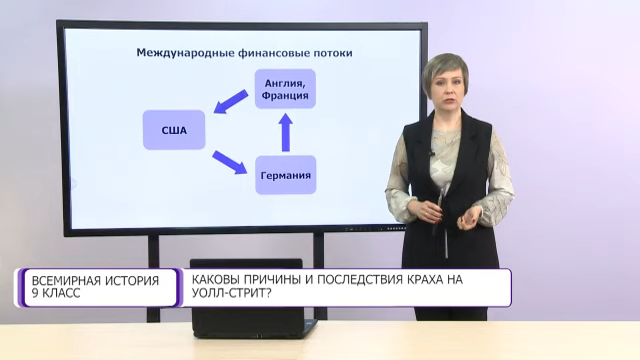 Международные финансовые потоки
Англия,
Франция
США
Германия
ВСЕМИРНАЯ ИСТОРИЯ
9 КЛАСС
КАКОВЫ ПРИЧИНЫ И ПОСЛЕДСТВИЯ КРАХА НА
УОЛЛ-СТРИТ?